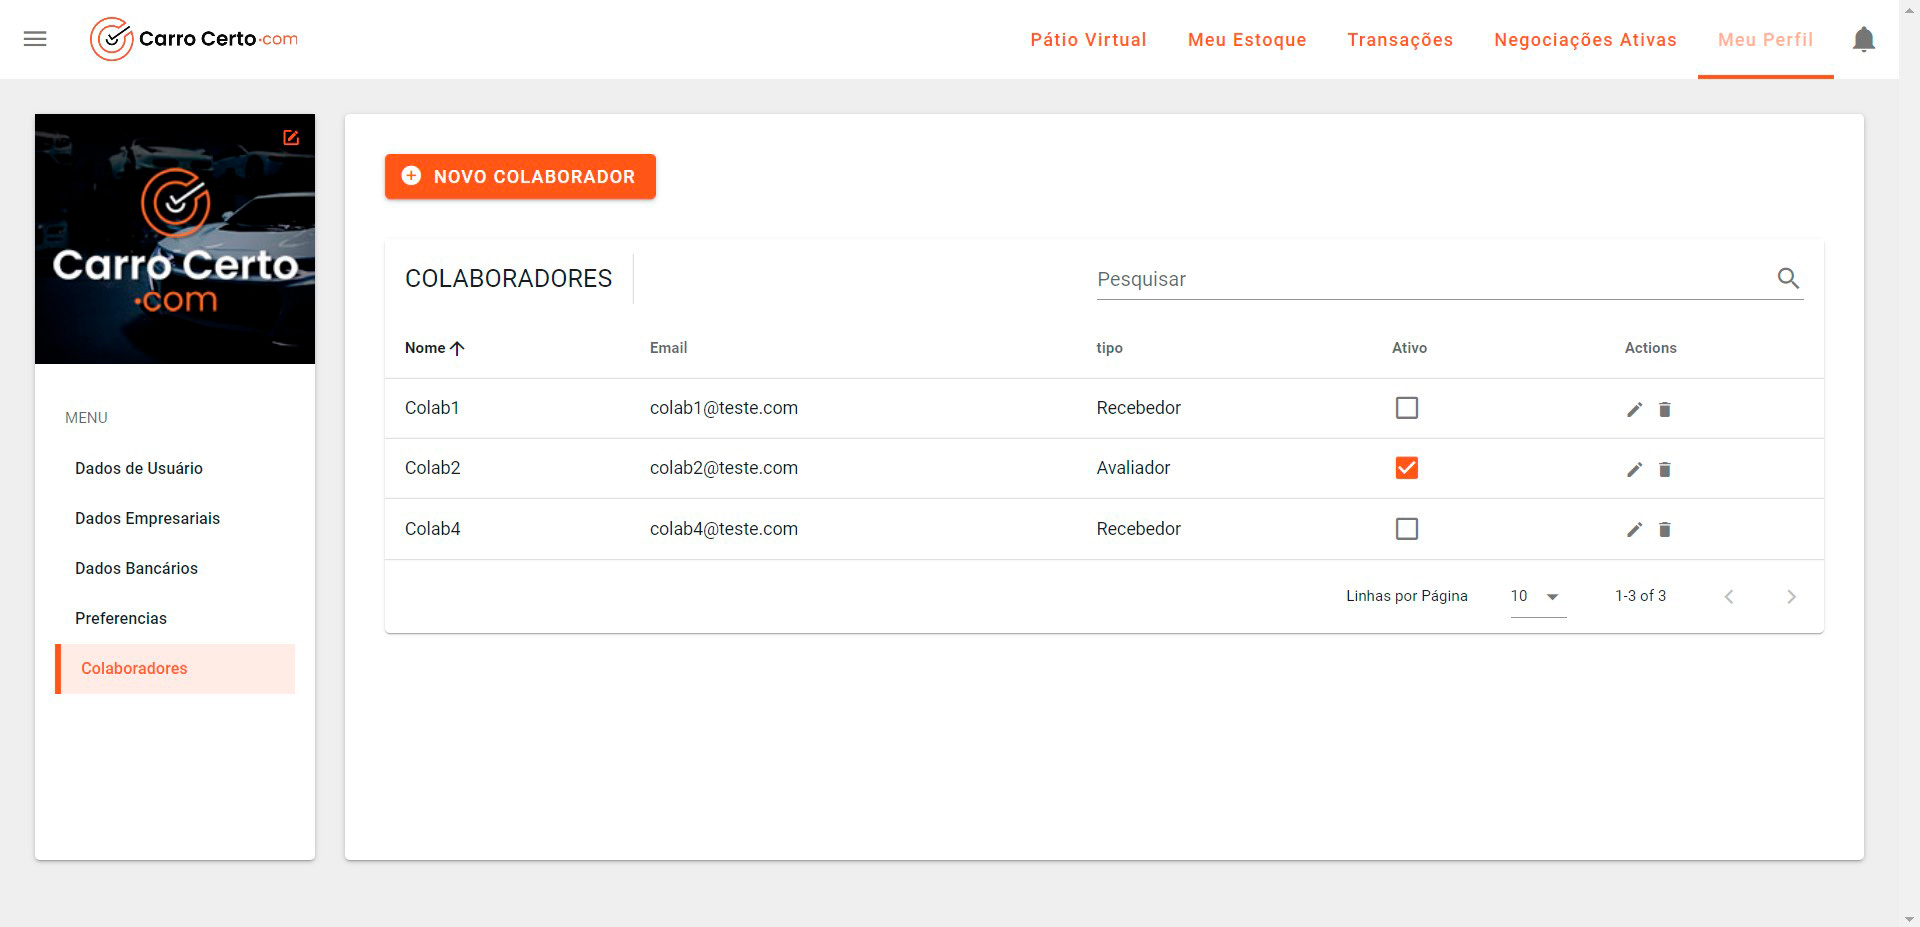 Carro Certo.com
Pátio Virtual
Meu Estoque
Transações
Negociações Ativas
Meu Perfil
Carro Certo
.com
MENU
Dados de Usuário
Dados Empresariais
Dados Bancários
Preferencias
Colaboradores
NOVO COLABORADOR
COLABORADORES
Pesquisar
Nome Email tipo Ativo Actions
Colab1 colab1@teste.com Recebedor
Colab2 colab2@teste.com Avaliador
Colab4 colab4@teste.com Recebedor
Linhas por Página 10 1-3 of 3